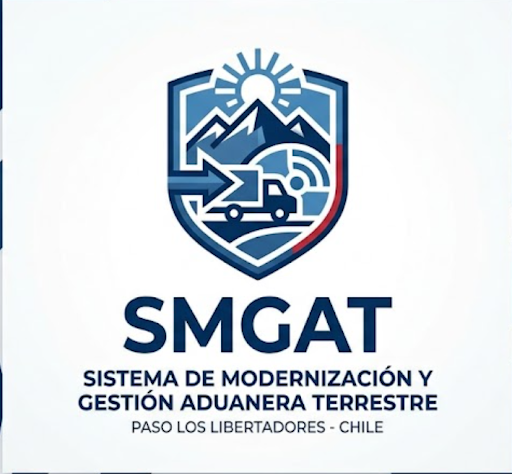 SMGAT
SISTEMA DE MODERNIZACIÓN Y
GESTIÓN ADUANERA TERRESTRE
PASO LOS LIBERTADORES - CHILE